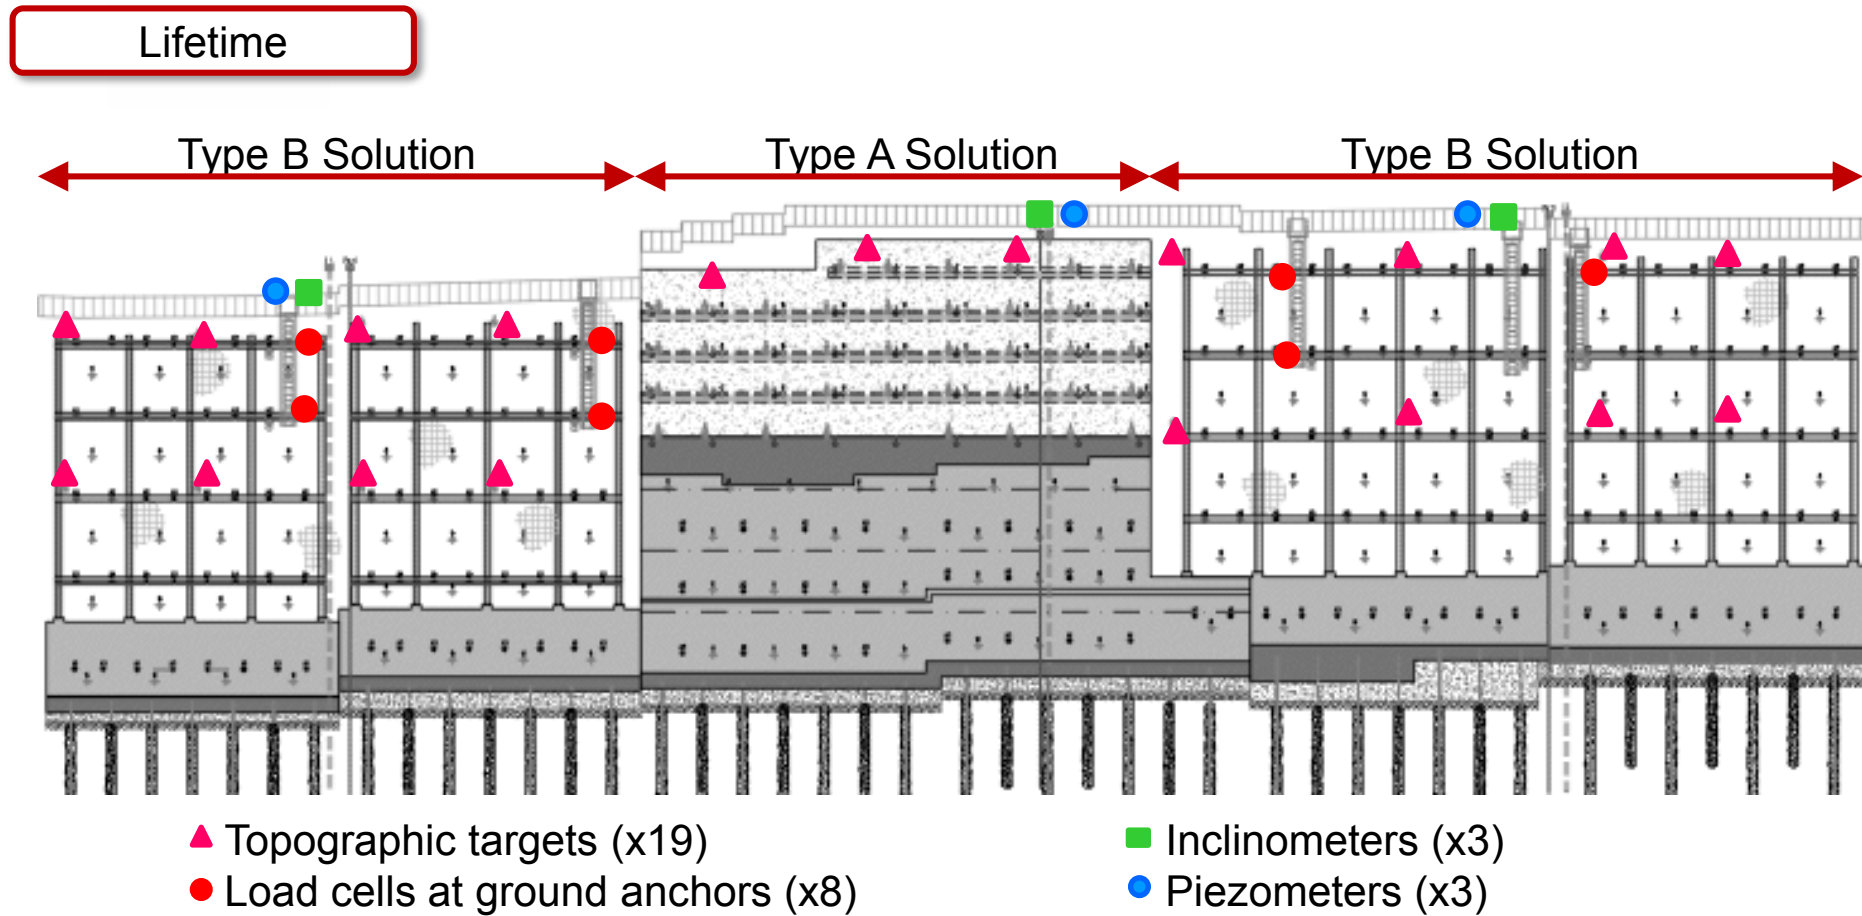 Lifetime
Type B Solution
Type A Solution
Type B Solution
Topographic targets (x19)
Inclinometers (x3)
Load cells at ground anchors (x8)
Piezometers (x3)